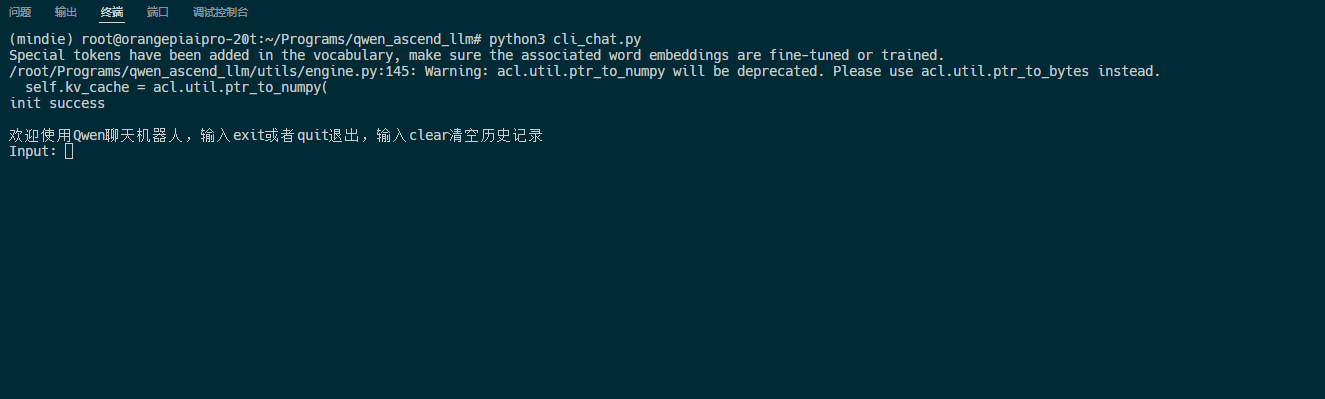 问题 输出 终端 端口 调试控制台
(mindie) root@orangepiaipro-20t:~/Programs/qwen_ascend_llm# python3 cli_chat.py
Special tokens have been added in the vocabulary, make sure the associated word embeddings are fine-tuned or trained.
/root/Programs/qwen_ascend_llm/utils/engine.py:145: Warning: acl.util.ptr_to_numpy will be deprecated. Please use acl.util.ptr_to_bytes instead.
  self.kv_cache = acl.util.ptr_to_numpy(
init success
欢迎使用Qwen聊天机器人，输入exit或者quit退出，输入clear清空历史记录
Input: